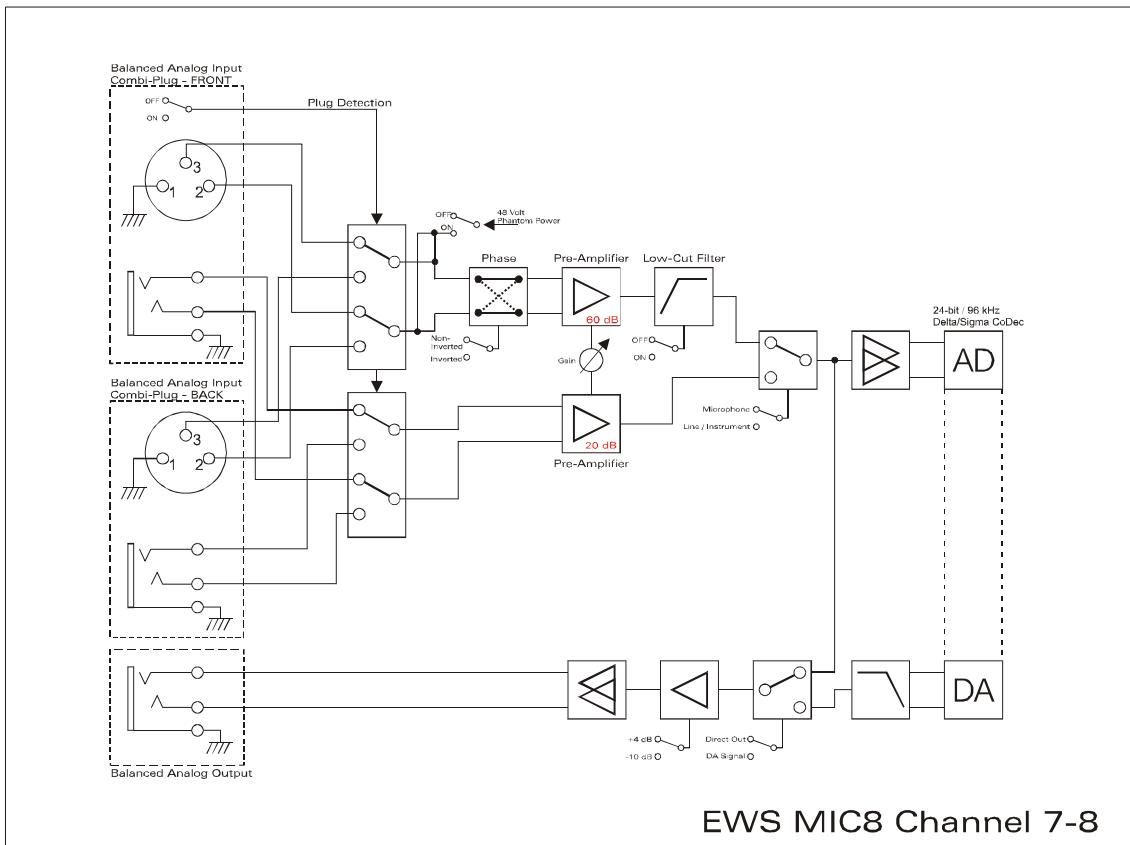 Balanced Analog Input
Combi-Plug - FRONT
OFF
ON
Plug Detection
3
1
2
48 Volt
Phantom Power
OFF
ON
Phase
Pre-Amplifier
Low-Cut Filter
60 dB
Non-
Inverted
Inverted
Gain
OFF
ON
24-bit / 96 kHz
Delta/Sigma CoDec
AD
Balanced Analog Input
Combi-Plug - BACK
3
1
2
20 dB
Pre-Amplifier
Microphone
Line / Instrument
DA
+4 dB
-10 dB
Direct Out
DA Signal
Balanced Analog Output
EWS MIC8 Channel 7-8